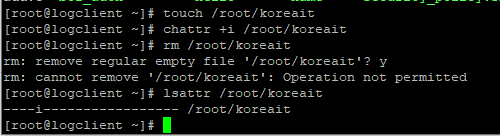 [root@logclient ~]# touch /root/koreait
[root@logclient ~]# chattr +i /root/koreait
[root@logclient ~]# rm /root/koreait
rm: remove regular empty file '/root/koreait'? y
rm: cannot remove '/root/koreait': Operation not permitted
[root@logclient ~]# lsattr /root/koreait
----i----------------- /root/koreait
[root@logclient ~]#